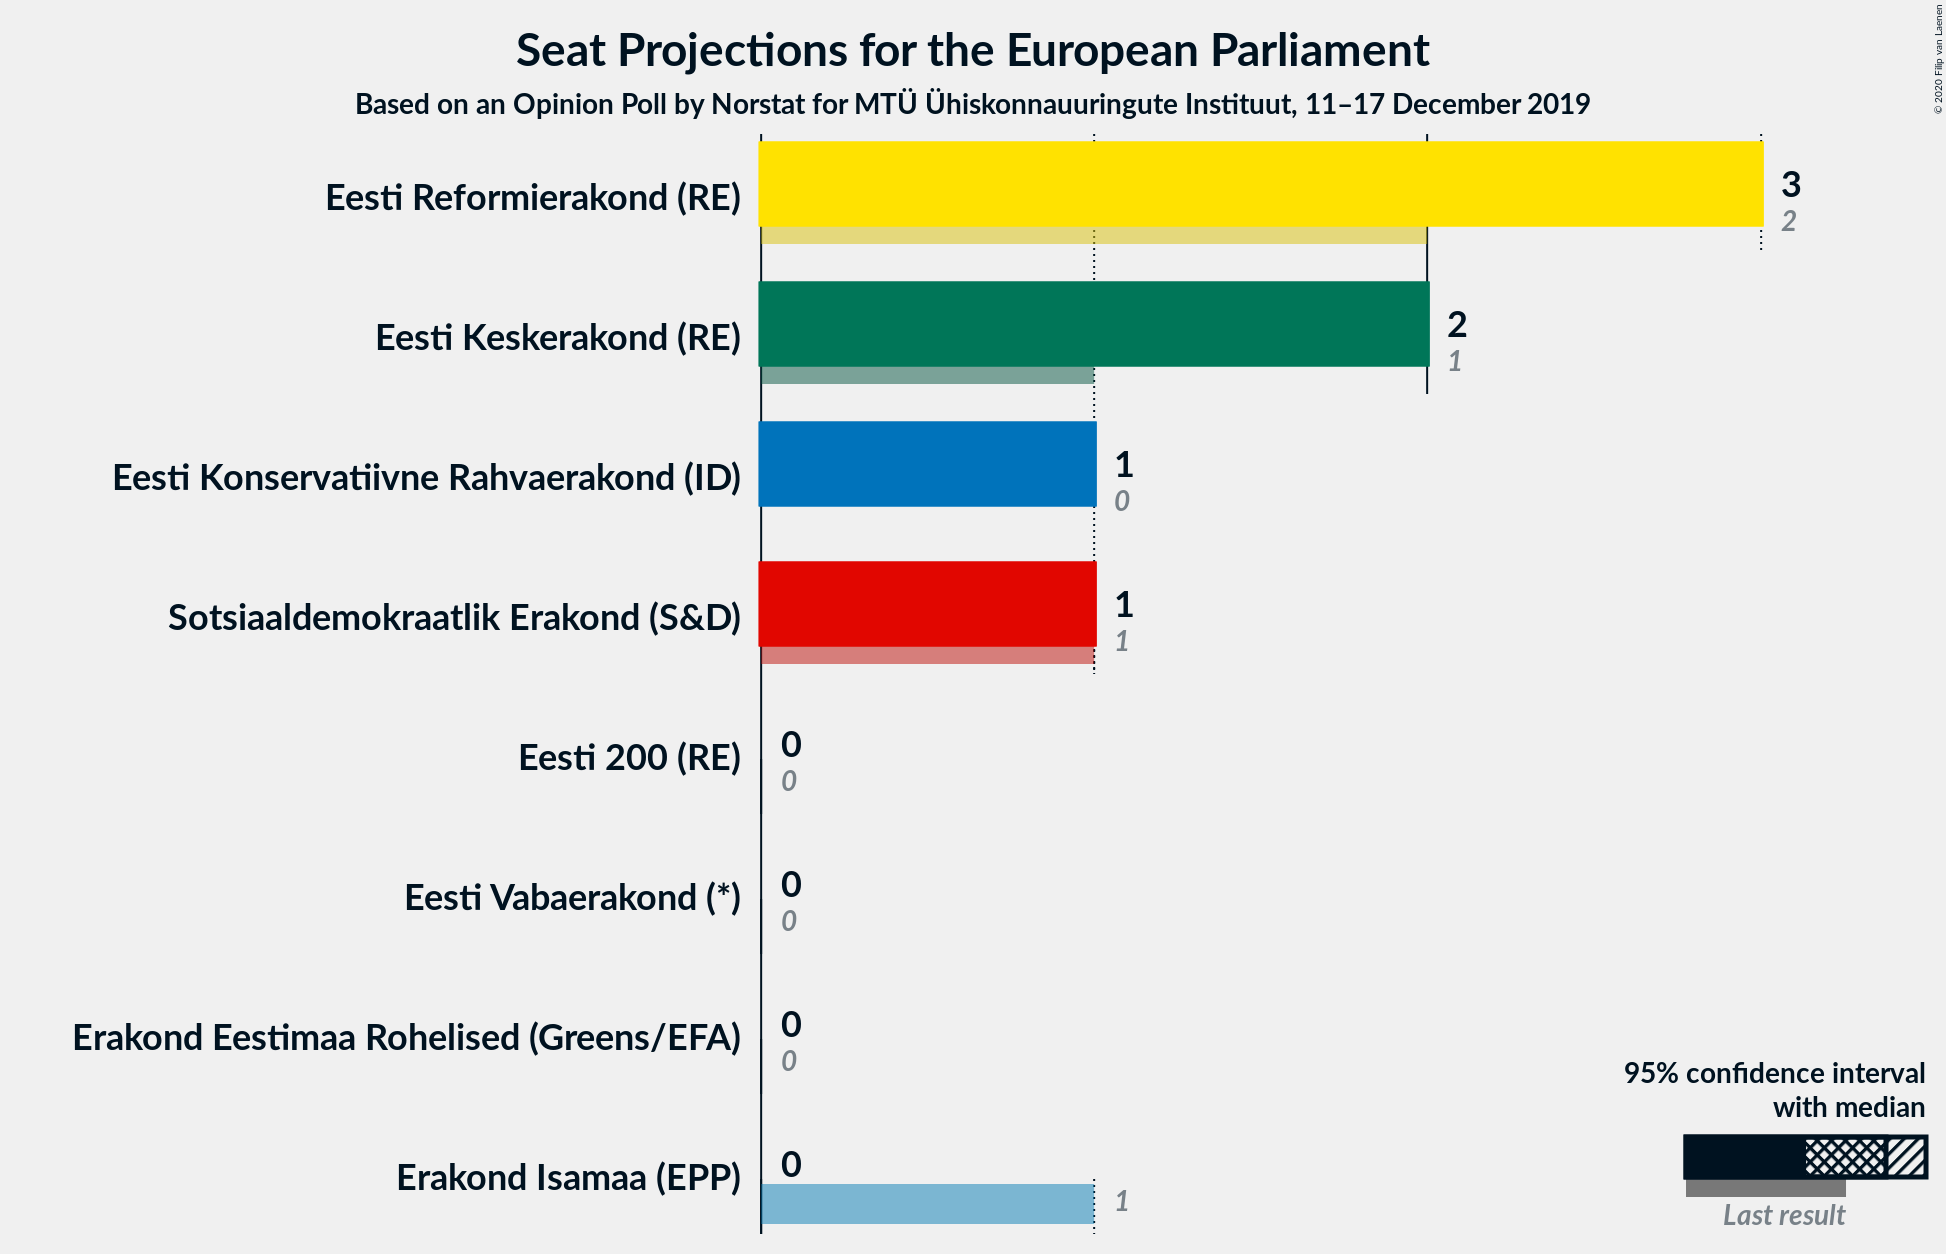 Seat Projections for the European Parliament
Based on an Opinion Poll by Norstat for MTÜ Ühiskonnauuringute Instituut, 11–17 December 2019
© 2020 Filip van Laenen
Eesti Reformierakond (RE)
3
2
Eesti Keskerakond (RE)
2
1
Eesti Konservatiivne Rahvaerakond (ID)
1
0
Sotsiaaldemokraatlik Erakond (S&D)
1
1
Eesti 200 (RE)
0
0
Eesti Vabaerakond (*)
0
0
Erakond Eestimaa Rohelised (Greens/EFA)
0
0
Erakond Isamaa (EPP)
0
1
95% confidence interval
with median
Last result